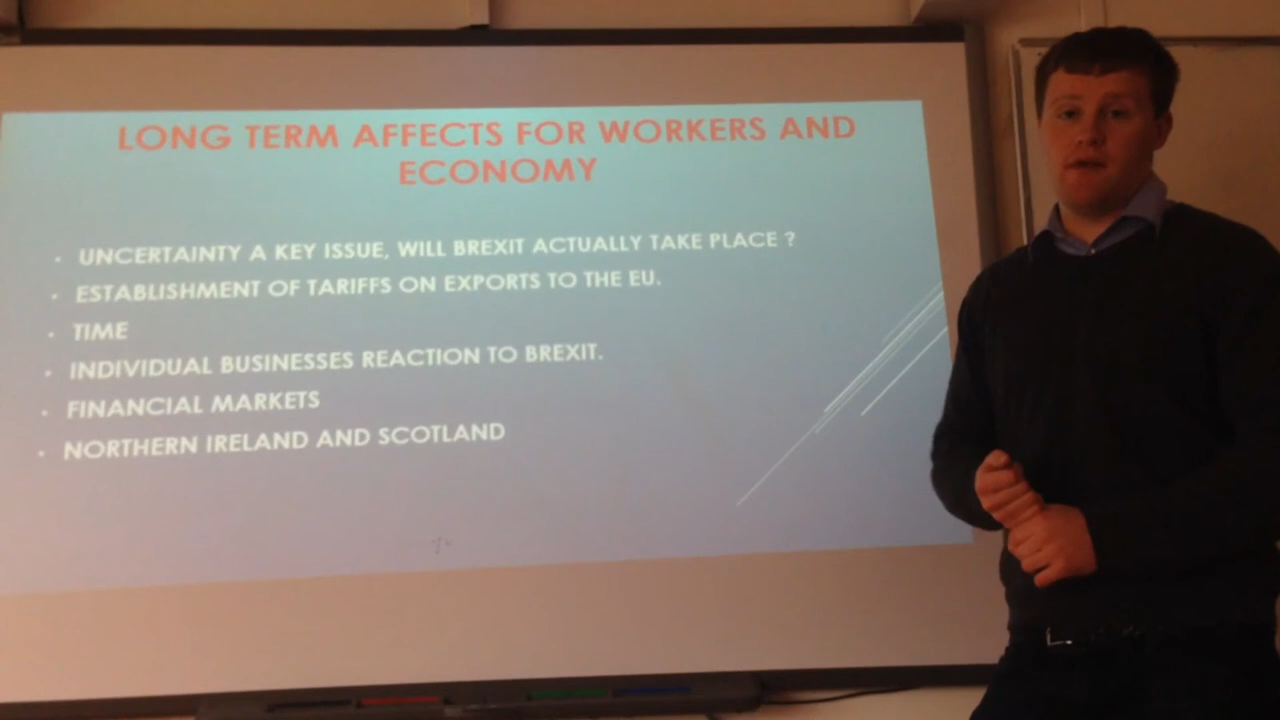 LONG TERM AFFECTS FOR WORKERS AND
ECONOMY
• UNCERTAINTY A KEY ISSUE, WILL BREXIT ACTUALLY TAKE PLACE ?
• ESTABLISHMENT OF TARIFFS ON EXPORTS TO THE EU.
• TIME
• INDIVIDUAL BUSINESSES REACTION TO BREXIT.
• FINANCIAL MARKETS
• NORTHERN IRELAND AND SCOTLAND